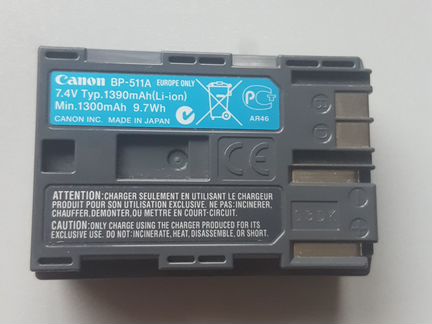 Canon BP-511A EUROPE ONLY
7.4V Typ.1390mAh(Li-ion)
Min.1300mAh 9.7Wh
CANON INC. MADE IN JAPAN
AR46
CE
ATTENTION:CHARGER SEULEMENT EN UTILISANT LE CHARGEUR
PRODUIT POUR EXCLUSIVEMENT. NE PAS:INCINERER,
CHAUFFER,DEMONTER, OU METTRE EN COURT-CIRCUIT.
CAUTION:ONLY CHARGE USING THE CHARGER PRODUCED FOR ITS
EXCLUSIVE USE. DO NOT:INCINERATE, HEAT, DISASSEMBLE, OR SHORT.